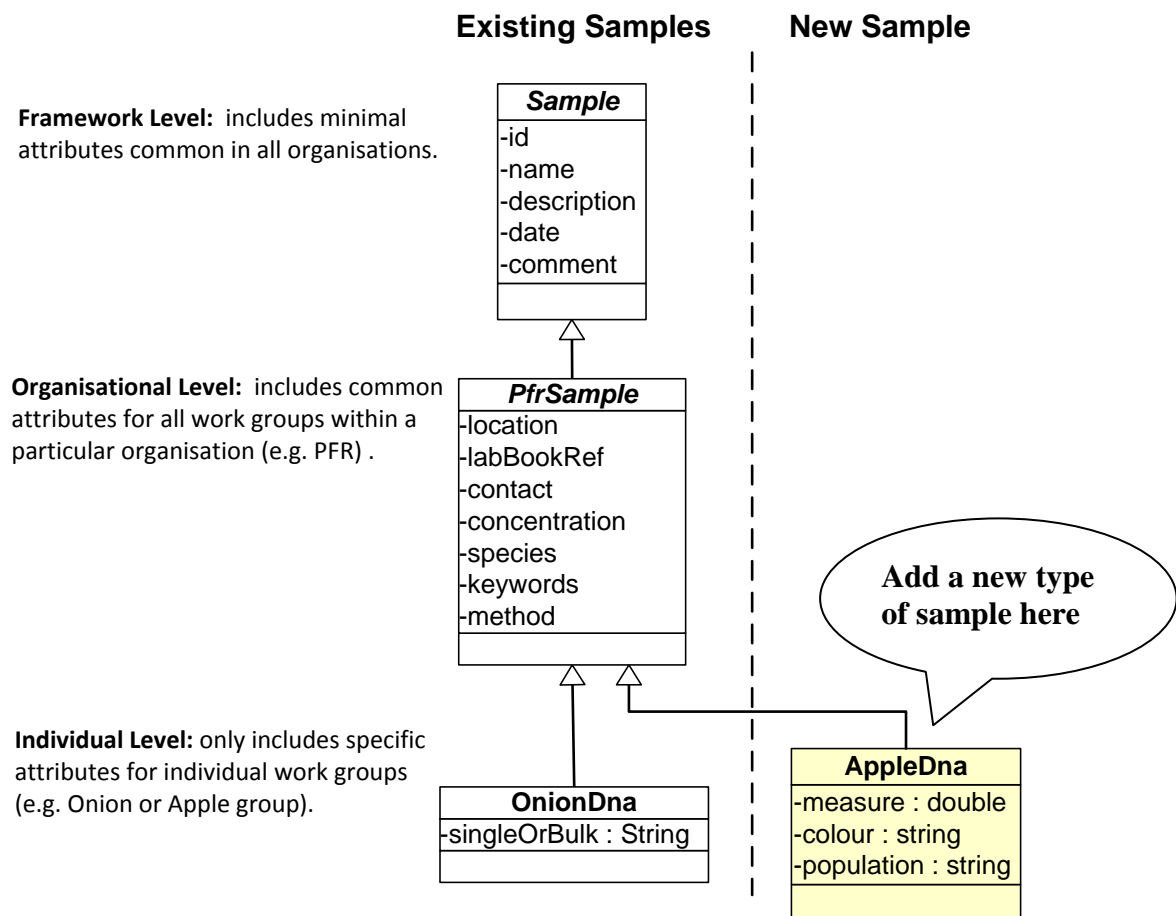 Existing Samples
New Sample
Framework Level: includes minimal
attributes common in all organisations.
Sample
-id
-name
-description
-date
-comment
Organisational Level: includes common
attributes for all work groups within a
particular organisation (e.g. PFR) .
PfrSample
-location
-labBookRef
-contact
-concentration
-species
-keywords
-method
Add a new type
of sample here
Individual Level: only includes specific
attributes for individual work groups
(e.g. Onion or Apple group).
OnionDna
-singleOrBulk : String
AppleDna
-measure : double
-colour : string
-population : string